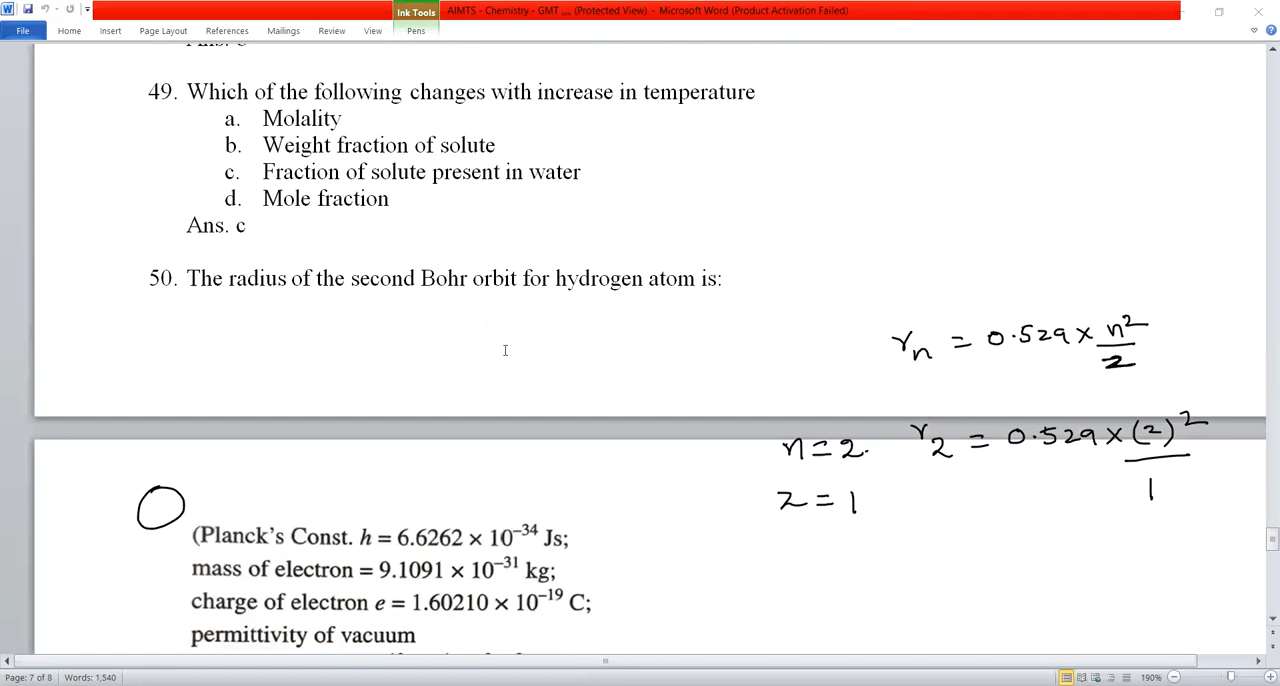 AIMTS - Chemistry - GMT ,,,, (Protected View) - Microsoft Word (Product Activation Failed)
Ink Tools
File Home Insert Page Layout References Mailings Review View Pens
49. Which of the following changes with increase in temperature
a. Molality
b. Weight fraction of solute
c. Fraction of solute present in water
d. Mole fraction
Ans. c
50. The radius of the second Bohr orbit for hydrogen atom is:
rₙ = 0.529 × n²/z
n = 2. r₂ = 0.529 × (2)²/1
z = 1
(Planck's Const. h = 6.6262 × 10⁻³⁴ Js;
mass of electron = 9.1091 × 10⁻³¹ kg;
charge of electron e = 1.60210 × 10⁻¹⁹ C;
permittivity of vacuum
Page: 7 of 8 Words: 1,540 190%